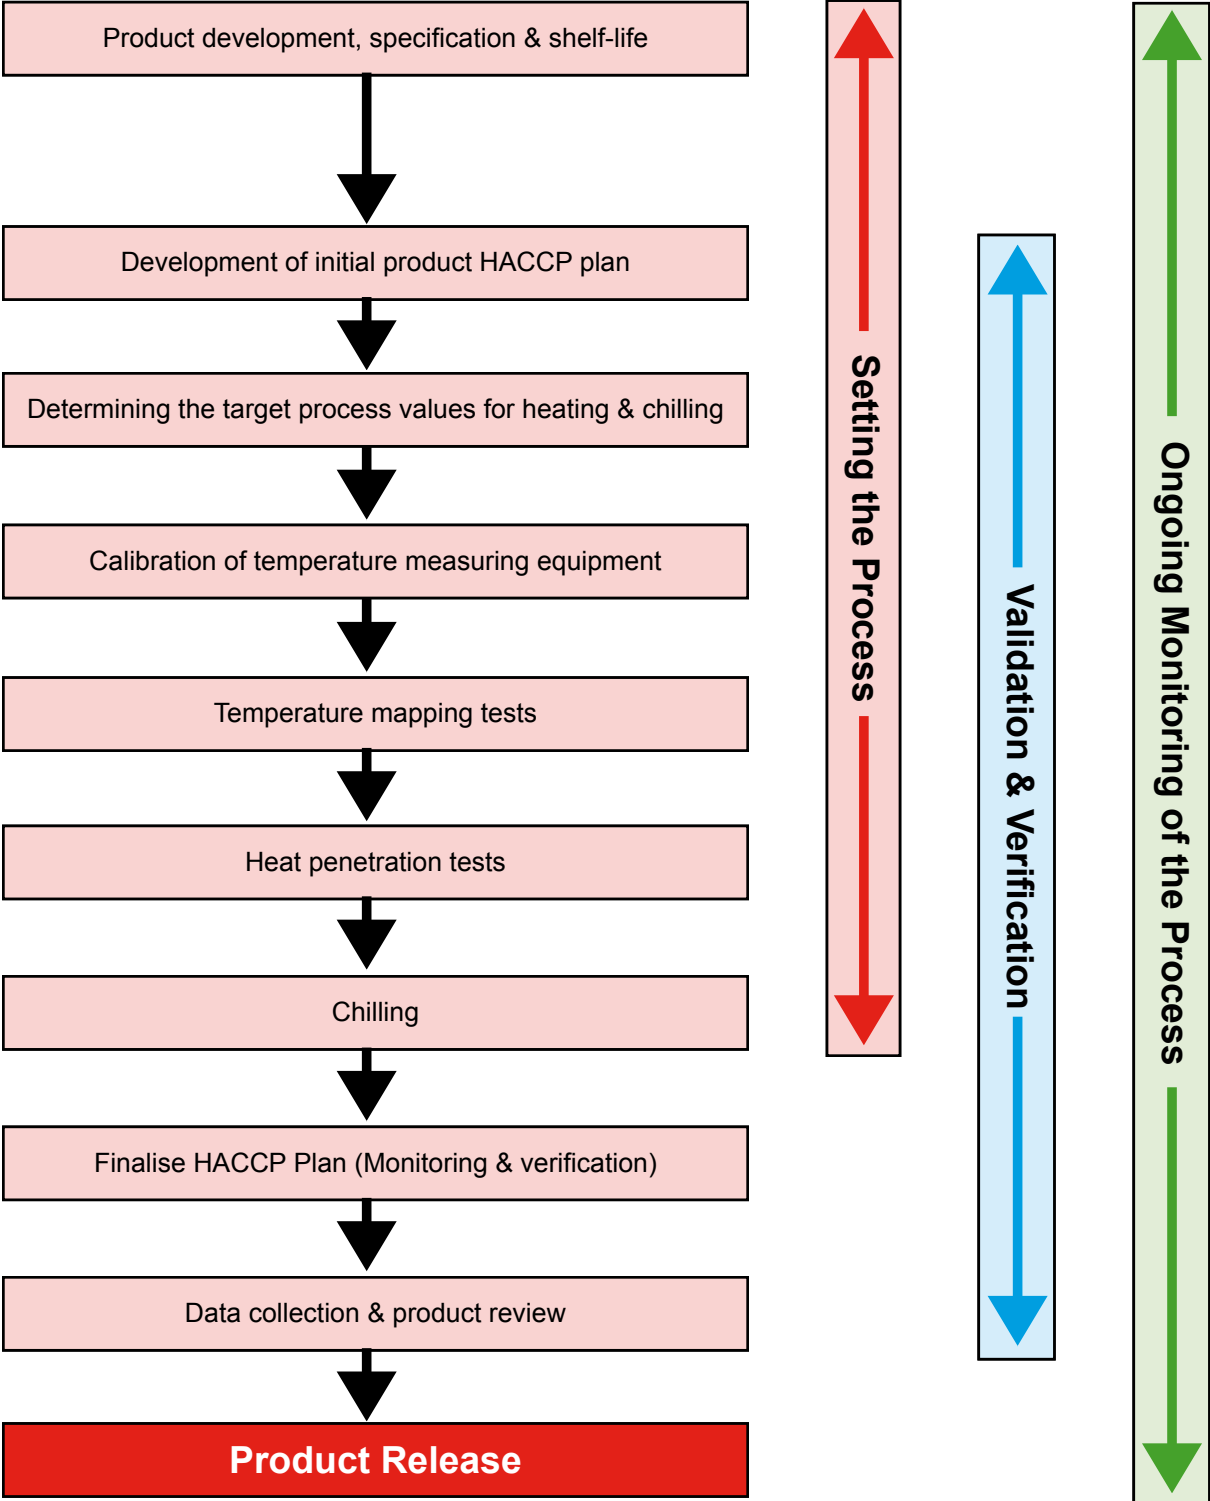 Product development, specification & shelf-life
Development of initial product HACCP plan
Determining the target process values for heating & chilling
Calibration of temperature measuring equipment
Temperature mapping tests
Heat penetration tests
Chilling
Finalise HACCP Plan (Monitoring & verification)
Data collection & product review
Product Release
Setting the Process
Validation & Verification
Ongoing Monitoring of the Process